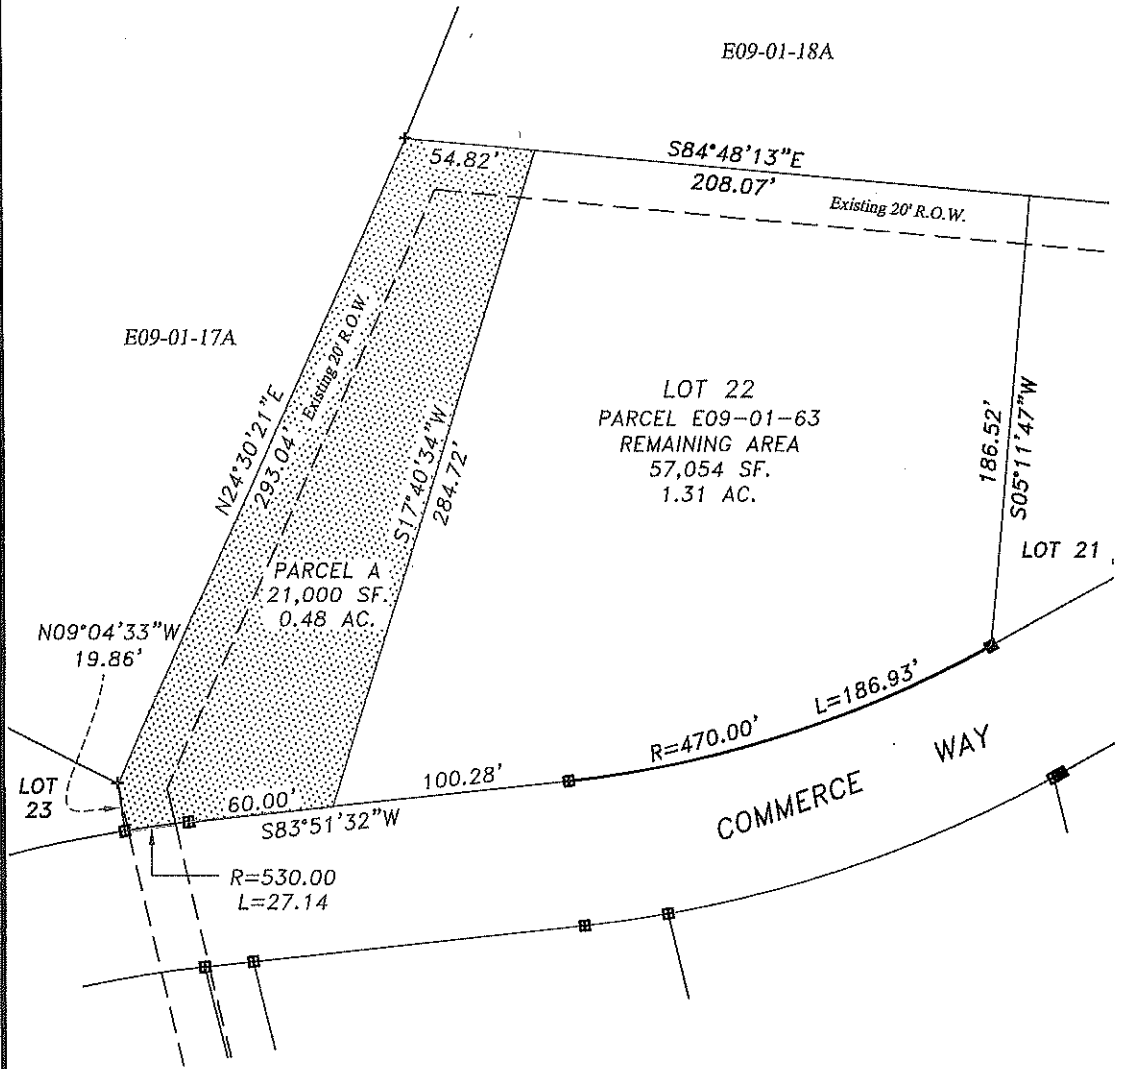 E09-01-18A
54.82'
S84°48'13"E
208.07'
Existing 20' R.O.W.
E09-01-17A
N24°30'21"E
293.04'
Existing 20' R.O.W.
S17°40'34"W
284.72'
LOT 22
PARCEL E09-01-63
REMAINING AREA
57,054 SF.
1.31 AC.
186.52'
S05°11'47"W
LOT 21
PARCEL A
21,000 SF.
0.48 AC.
N09°04'33"W
19.86'
LOT
23
60.00'
100.28'
S83°51'32"W
R=470.00'
L=186.93'
COMMERCE WAY
R=530.00
L=27.14